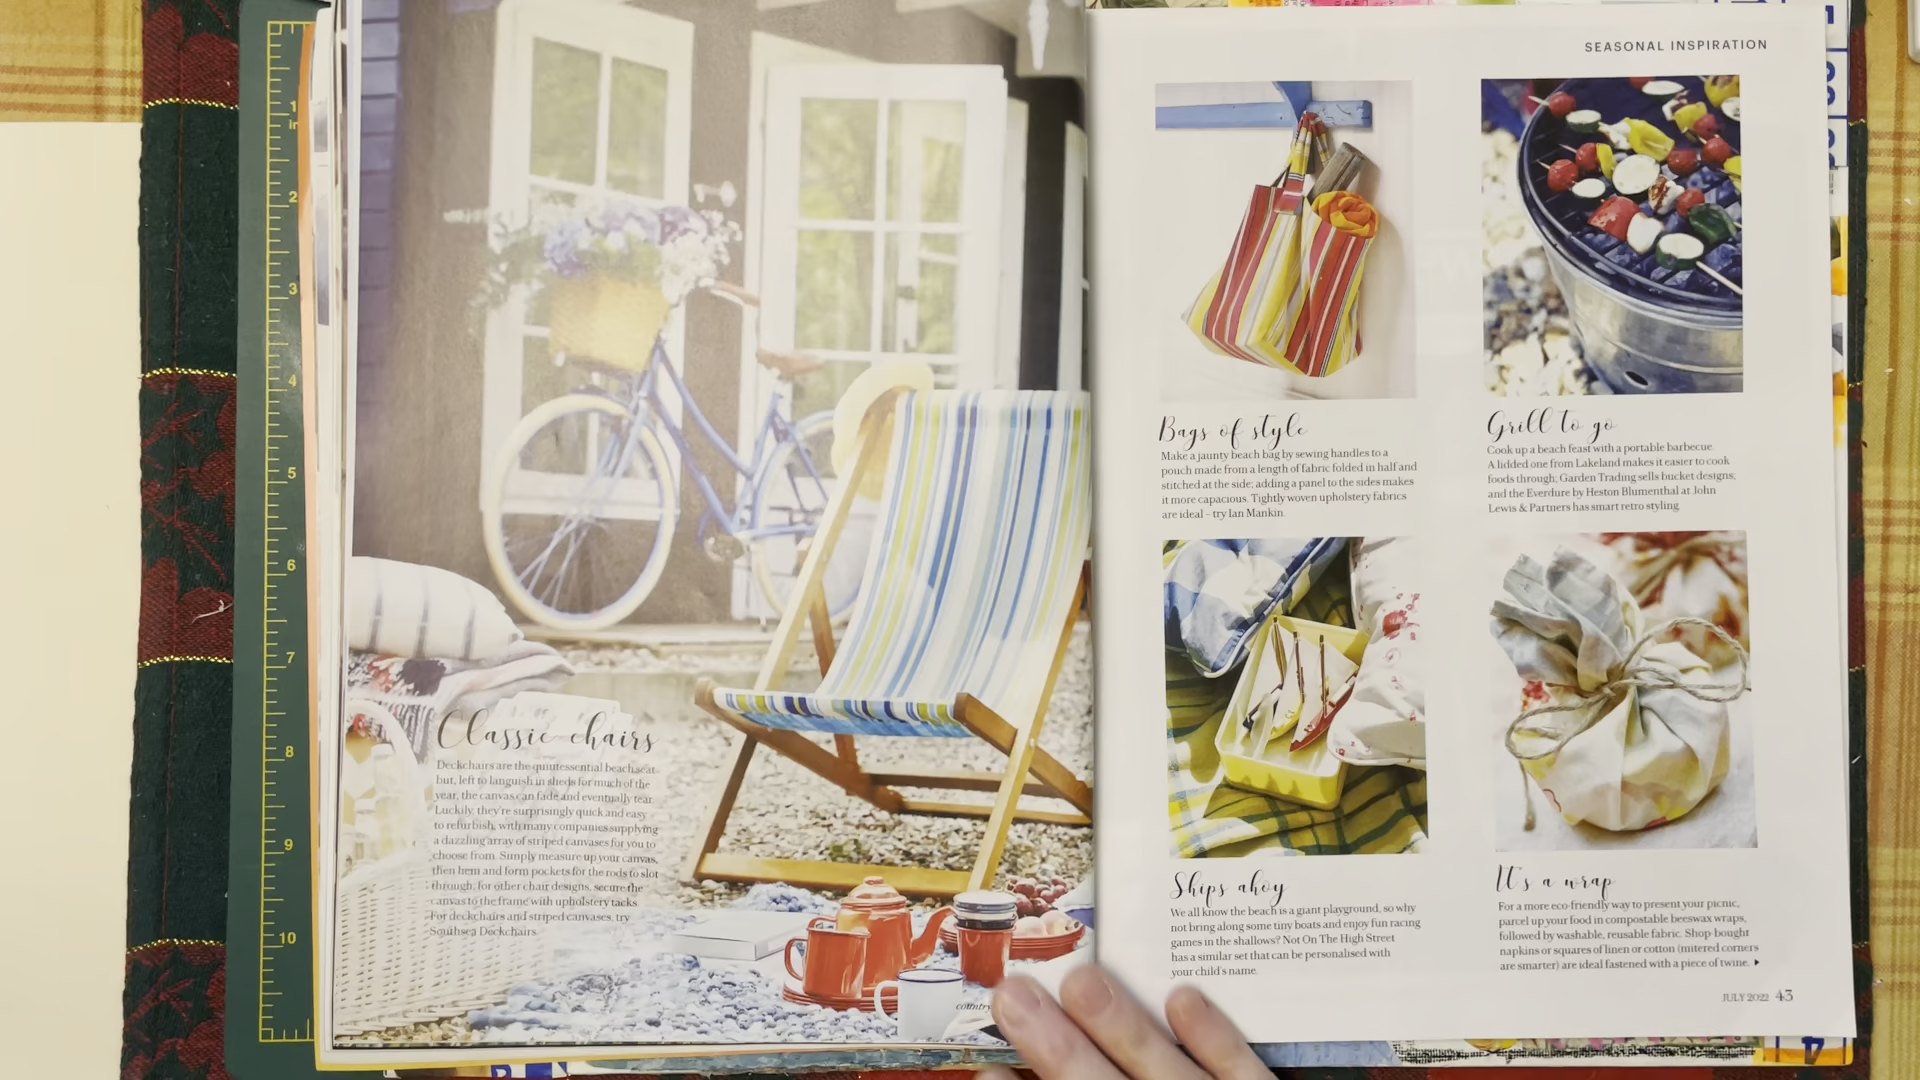 Classic chairs
Deckchairs are the quintessential beach seat
but, left to languish in sheds for much of the
year, the canvas can fade and eventually tear.
Luckily, they're surprisingly quick and easy
to refurbish, with many companies supplying
a dazzling array of striped canvases for you to
choose from. Simply measure up your canvas,
then hem and form pockets for the rods to slot
through; for other chair designs, secure the
canvas to the frame with upholstery tacks.
For deckchairs and striped canvases, try
Southsea Deckchairs.
country
SEASONAL INSPIRATION
Bags of style
Make a jaunty beach bag by sewing handles to a
pouch made from a length of fabric folded in half and
stitched at the side; adding a panel to the sides makes
it more capacious. Tightly woven upholstery fabrics
are ideal – try Ian Mankin.
Grill to go
Cook up a beach feast with a portable barbecue.
A lidded one from Lakeland makes it easier to cook
foods through; Garden Trading sells bucket designs;
and the Everdure by Heston Blumenthal at John
Lewis & Partners has smart retro styling.
Ships ahoy
We all know the beach is a giant playground, so why
not bring along some tiny boats and enjoy fun racing
games in the shallows? Not On The High Street
has a similar set that can be personalised with
your child's name.
It's a wrap
For a more eco-friendly way to present your picnic,
parcel up your food in compostable beeswax wraps,
followed by washable, reusable fabric. Shop-bought
napkins or squares of linen or cotton (mitered corners
are smarter) are ideal fastened with a piece of twine.
JULY 2022 43
1
in
2
3
4
5
6
7
8
9
10
4